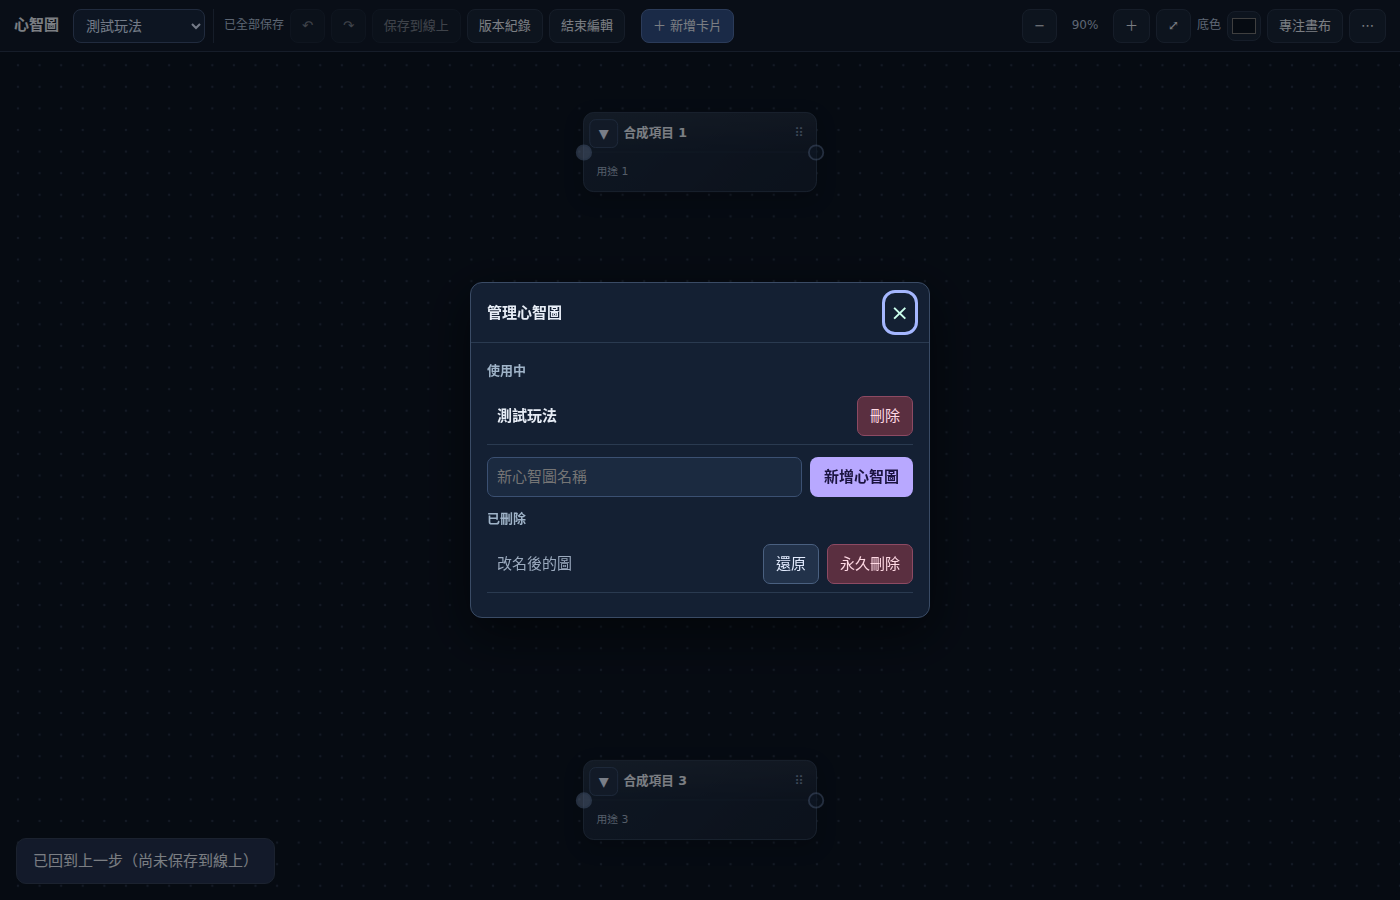 心智圖 測試玩法 已全部保存 ↶ ↷ 保存到線上 版本紀錄 結束編輯 ＋ 新增卡片 − 90% ＋ ⤢ 底色 專注畫布 ⋯
▼ 合成項目 1 ⠿
用途 1
管理心智圖 ×
使用中
測試玩法 刪除
新心智圖名稱 新增心智圖
已刪除
改名後的圖 還原 永久刪除
▼ 合成項目 3 ⠿
用途 3
已回到上一步（尚未保存到線上）